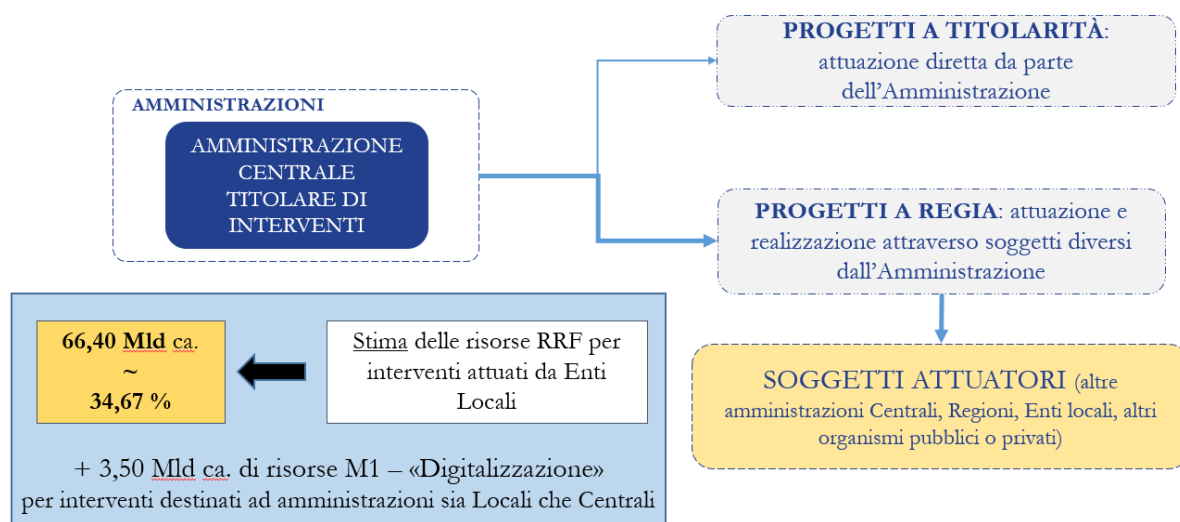 AMMINISTRAZIONI
AMMINISTRAZIONE
CENTRALE
TITOLARE DI
INTERVENTI
PROGETTI A TITOLARITÀ:
attuazione diretta da parte
dell’Amministrazione
PROGETTI A REGIA: attuazione e
realizzazione attraverso soggetti diversi
dall’Amministrazione
SOGGETTI ATTUATORI (altre
amministrazioni Centrali, Regioni, Enti locali, altri
organismi pubblici o privati)
66,40 Mld ca.
~
34,67 %
Stima delle risorse RRF per
interventi attuati da Enti
Locali
+ 3,50 Mld ca. di risorse M1 – «Digitalizzazione»
per interventi destinati ad amministrazioni sia Locali che Centrali